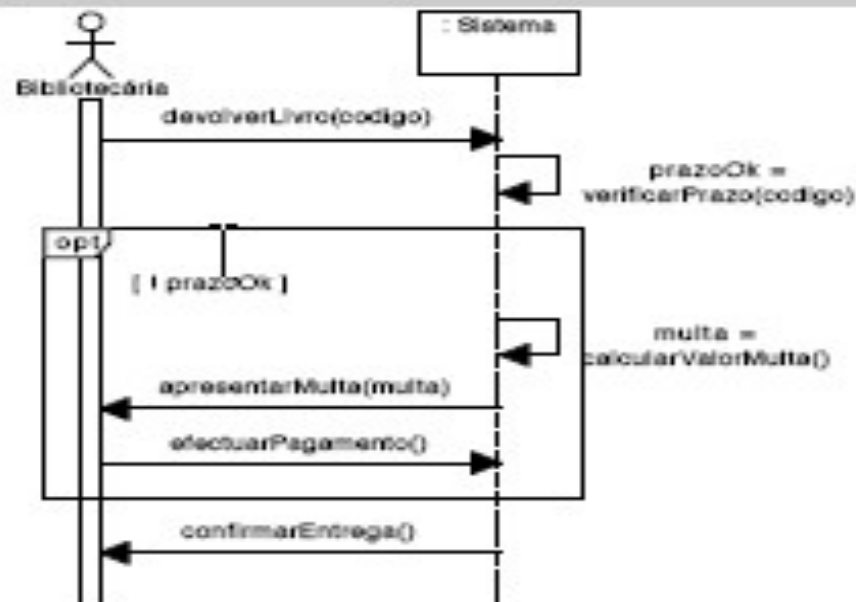 : Sistema
Bibliotecária
devolverLivro(codigo)
prazoOk =
verificarPrazo(codigo)
opt
[ ! prazoOk ]
multa =
calcularValorMulta()
apresentarMulta(multa)
efectuarPagamento()
confirmarEntrega()